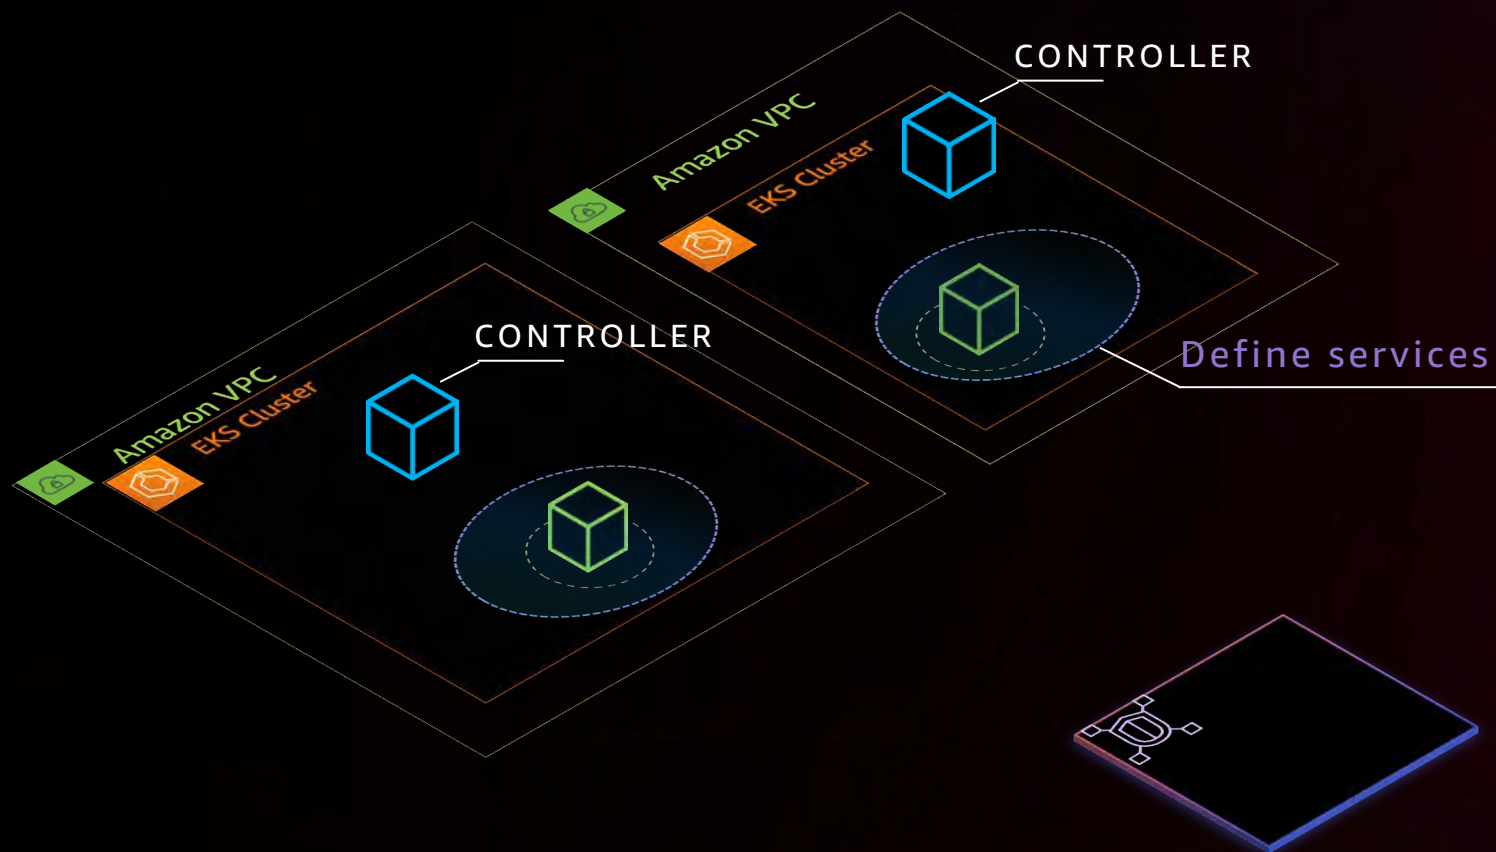 CONTROLLER
Amazon VPC
EKS Cluster
Define services
CONTROLLER
Amazon VPC
EKS Cluster